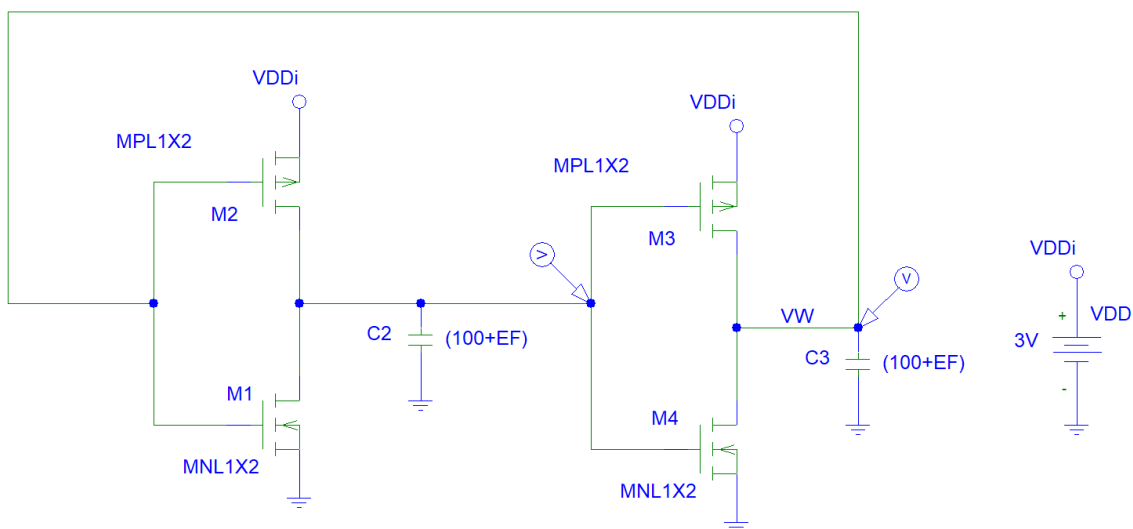 VDDi
VDDi
MPL1X2
MPL1X2
M2
M3
VDDi
>
V
VW
VDD
+
3V
C2
(100+EF)
C3
(100+EF)
-
M1
M4
MNL1X2
MNL1X2